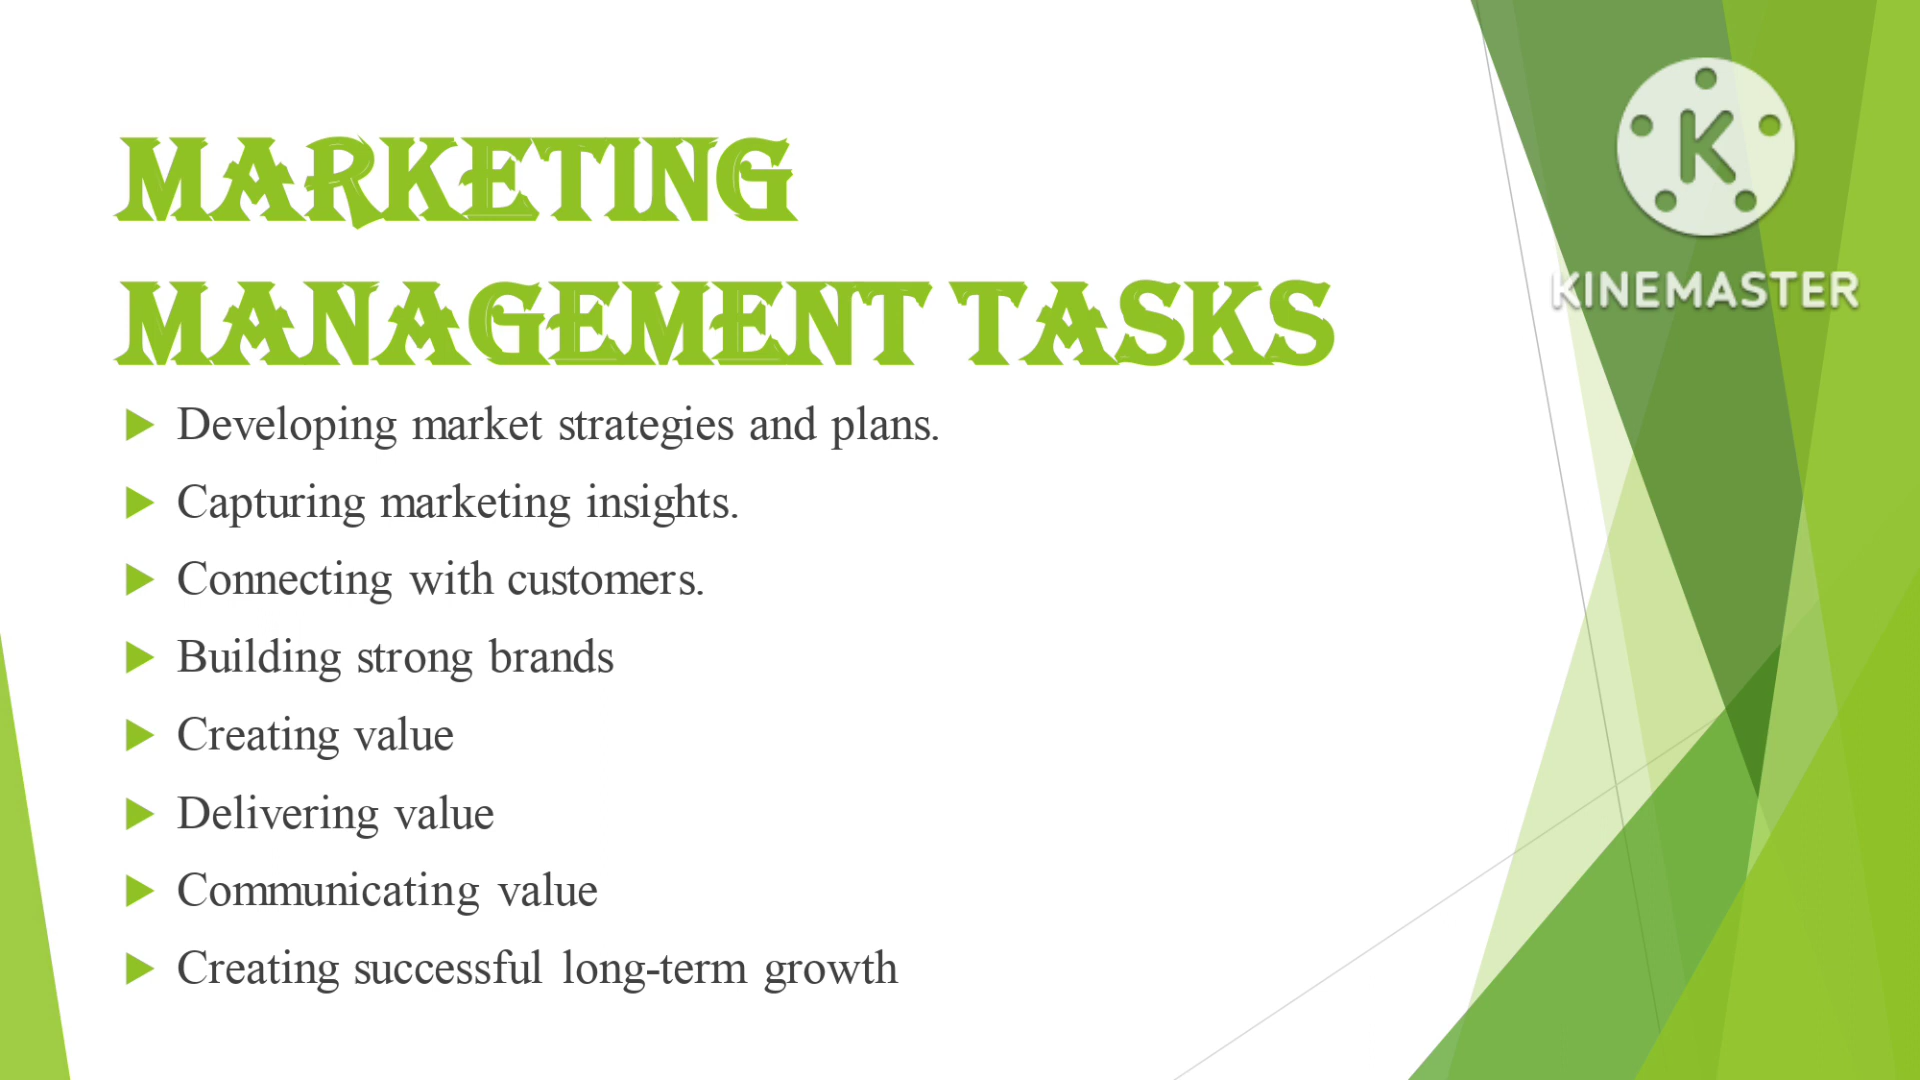 MARKETING
MANAGEMENT TASKS
Developing market strategies and plans.
Capturing marketing insights.
Connecting with customers.
Building strong brands
Creating value
Delivering value
Communicating value
Creating successful long-term growth
K
KINEMASTER